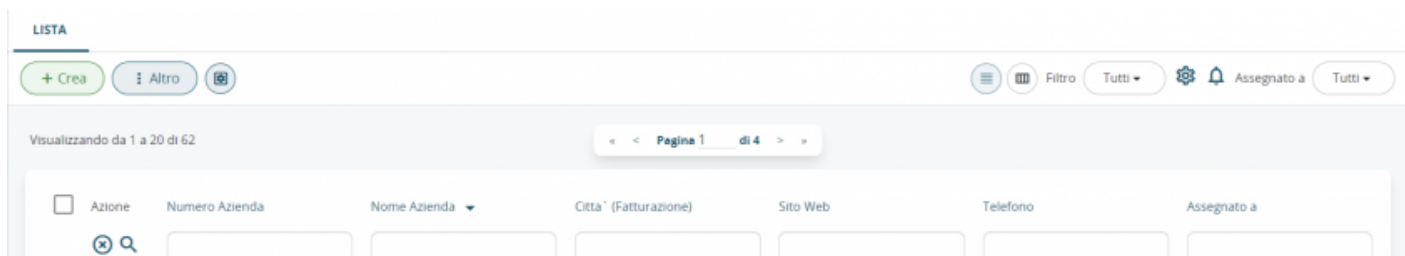 LISTA
+ Crea
Altro
Filtro
Tutti
Assegnato a
Tutti
Visualizzando da 1 a 20 di 62
« < Pagina 1 di 4 > »
Azione
Numero Azienda
Nome Azienda
Citta` (Fatturazione)
Sito Web
Telefono
Assegnato a